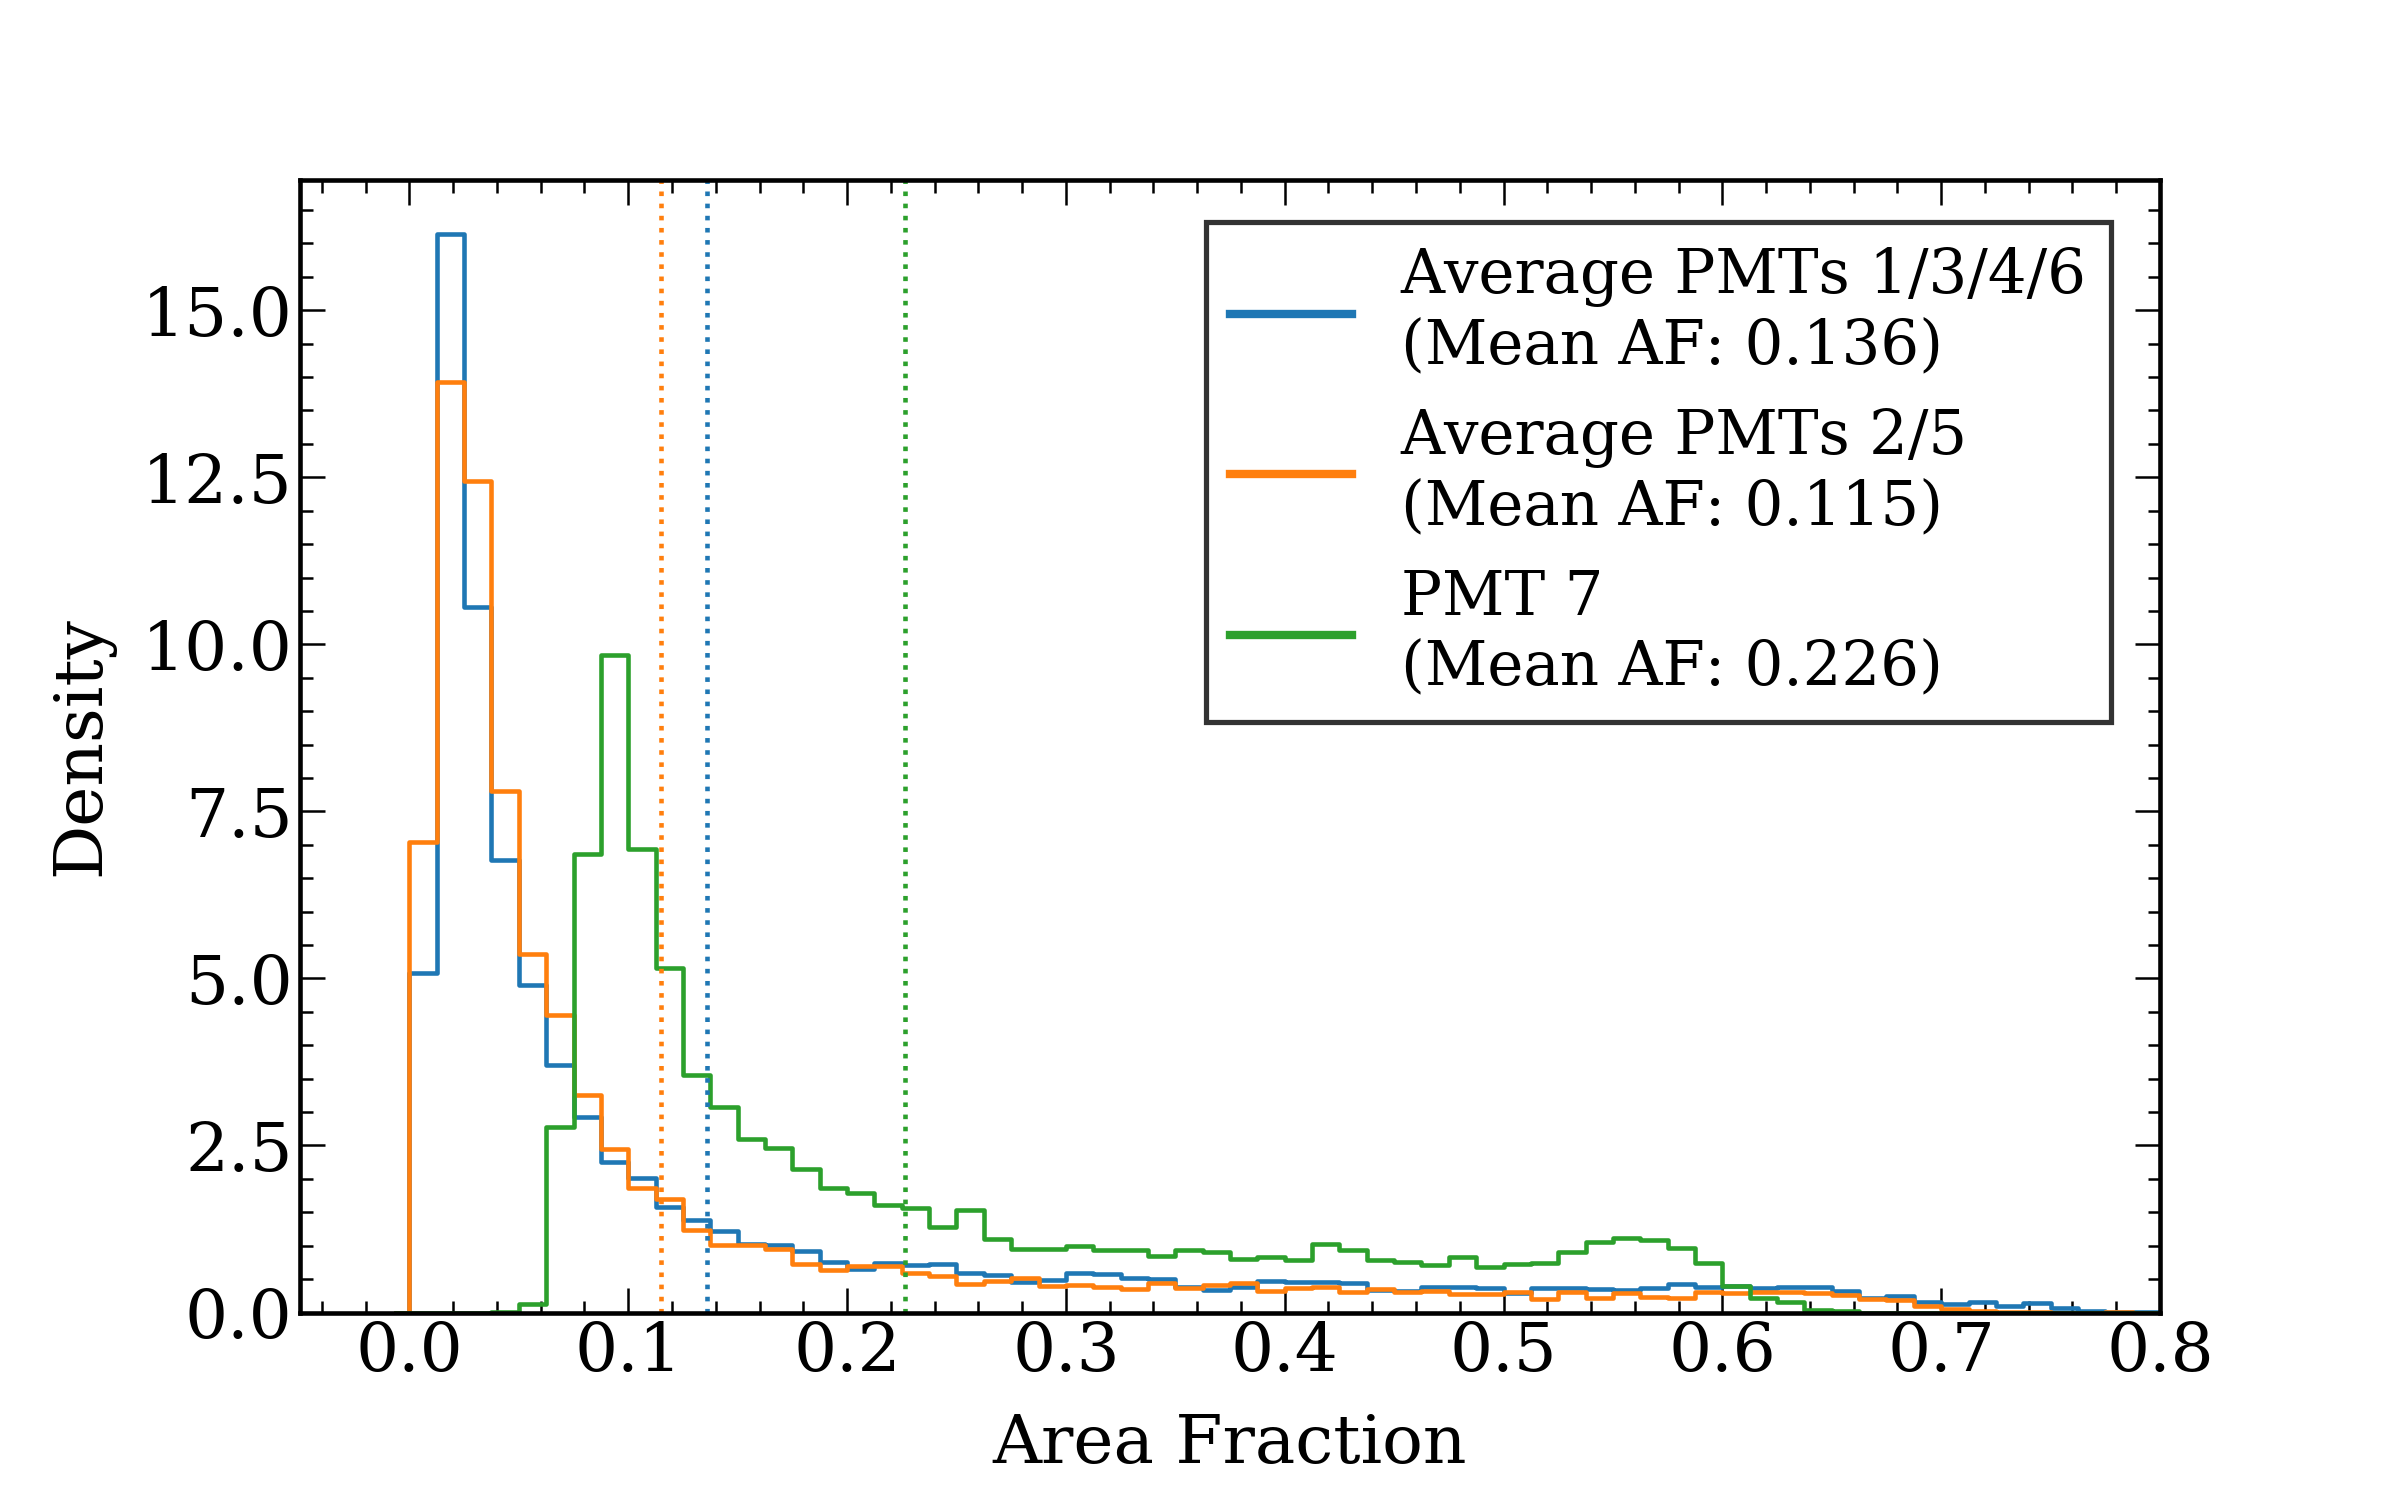 Average PMTs 1/3/4/6
(Mean AF: 0.136)
Average PMTs 2/5
(Mean AF: 0.115)
PMT 7
(Mean AF: 0.226)
Density
15.0
12.5
10.0
7.5
5.0
2.5
0.0
0.0 0.1 0.2 0.3 0.4 0.5 0.6 0.7 0.8
Area Fraction